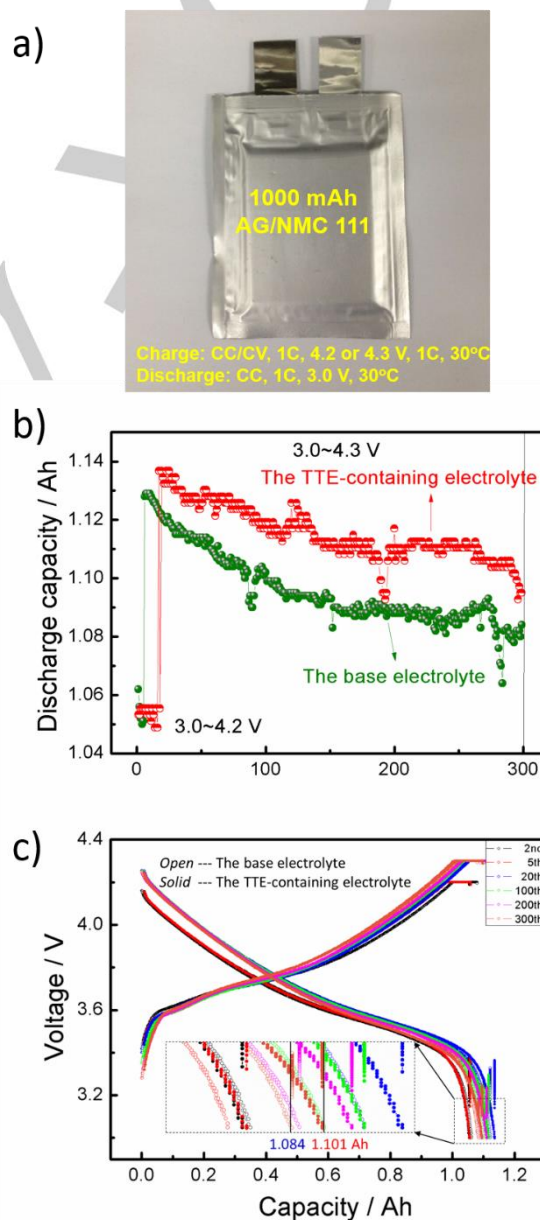 a)
1000 mAh
AG/NMC 111
Charge: CC/CV, 1C, 4.2 or 4.3 V, 1C, 30°C
Discharge: CC, 1C, 3.0 V, 30°C
b)
3.0~4.3 V
The TTE-containing electrolyte
The base electrolyte
3.0~4.2 V
Discharge capacity / Ah
1.14
1.12
1.10
1.08
1.06
1.04
0
100
200
300
c)
Open --- The base electrolyte
Solid --- The TTE-containing electrolyte
2nd
5th
20th
100th
200th
300th
Voltage / V
4.4
4.0
3.6
3.2
1.084 1.101 Ah
0.0
0.2
0.4
0.6
0.8
1.0
1.2
Capacity / Ah